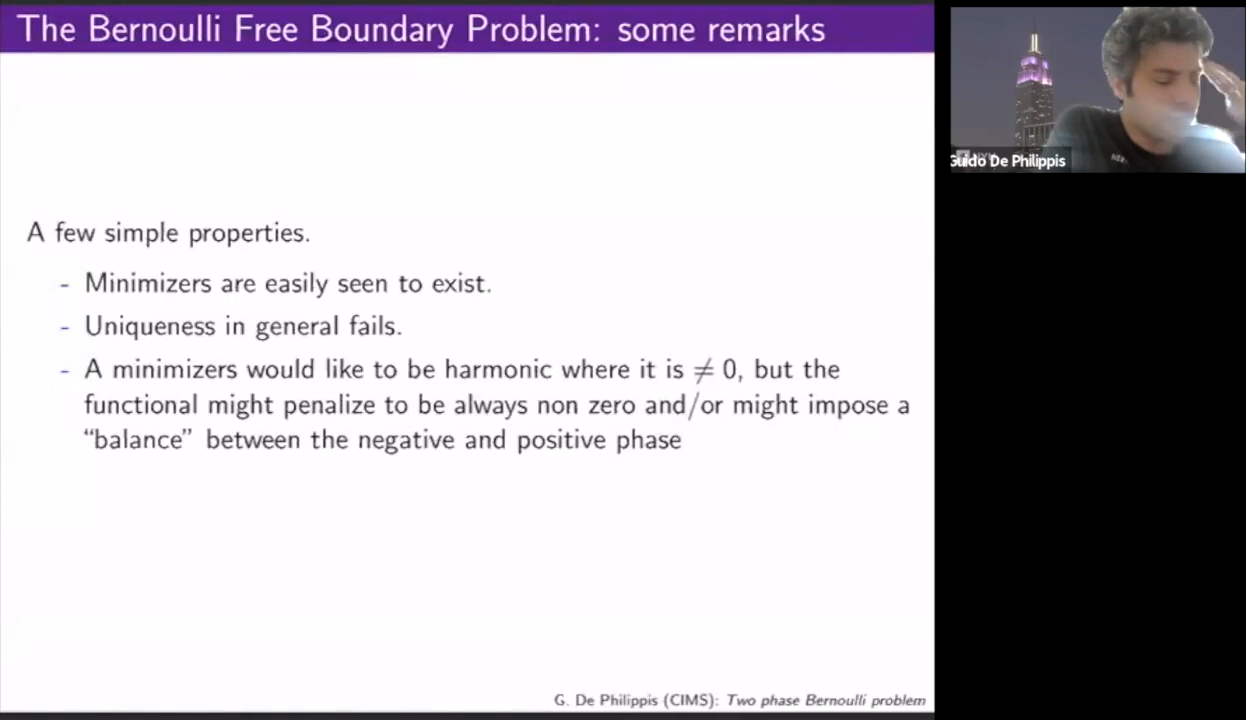 The Bernoulli Free Boundary Problem: some remarks
A few simple properties.
- Minimizers are easily seen to exist.
- Uniqueness in general fails.
- A minimizers would like to be harmonic where it is ≠ 0, but the
functional might penalize to be always non zero and/or might impose a
“balance” between the negative and positive phase
G. De Philippis (CIMS): Two phase Bernoulli problem
Guido De Philippis